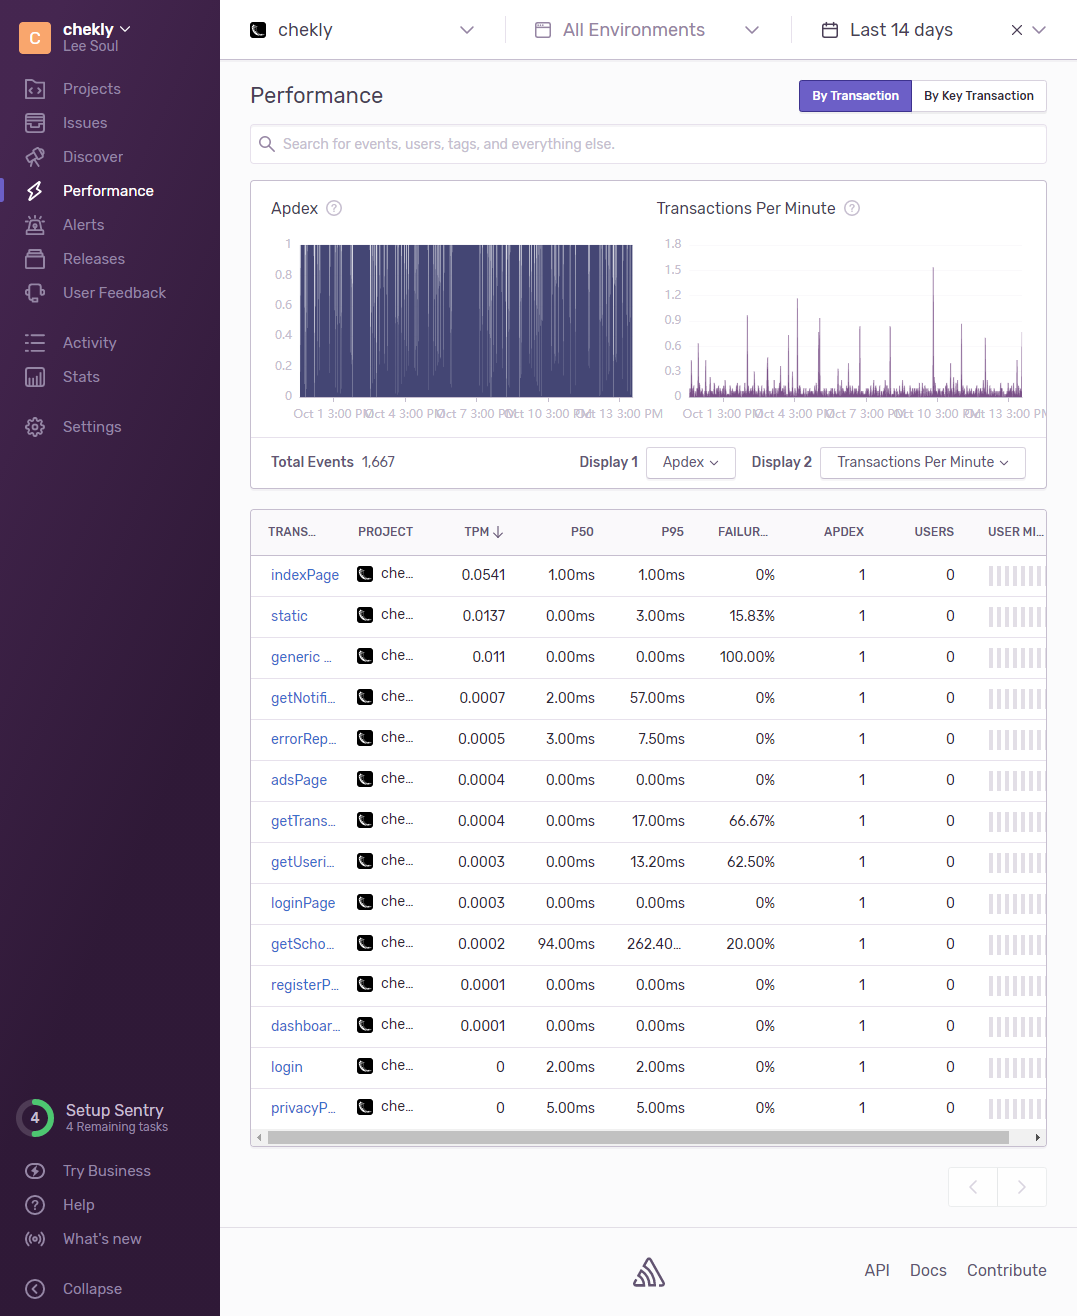 C
chekly
Lee Soul
Projects
Issues
Discover
Performance
Alerts
Releases
User Feedback
Activity
Stats
Settings
4
Setup Sentry
4 Remaining tasks
Try Business
Help
What's new
Collapse
chekly
All Environments
Last 14 days
Performance
By Transaction By Key Transaction
Search for events, users, tags, and everything else.
Apdex ?
1
0.8
0.6
0.4
0.2
0
Oct 1 3:00 PM Oct 4 3:00 PM Oct 7 3:00 PM Oct 10 3:00 PM Oct 13 3:00 PM
Transactions Per Minute ?
1.8
1.5
1.2
0.9
0.6
0.3
0
Oct 1 3:00 PM Oct 4 3:00 PM Oct 7 3:00 PM Oct 10 3:00 PM Oct 13 3:00 PM
Total Events 1,667 Display 1 Apdex Display 2 Transactions Per Minute
TRANS... PROJECT TPM P50 P95 FAILUR... APDEX USERS USER MI...
indexPage che... 0.0541 1.00ms 1.00ms 0% 1 0
static che... 0.0137 0.00ms 3.00ms 15.83% 1 0
generic ... che... 0.011 0.00ms 0.00ms 100.00% 1 0
getNotifi... che... 0.0007 2.00ms 57.00ms 0% 1 0
errorRep... che... 0.0005 3.00ms 7.50ms 0% 1 0
adsPage che... 0.0004 0.00ms 0.00ms 0% 1 0
getTrans... che... 0.0004 0.00ms 17.00ms 66.67% 1 0
getUseri... che... 0.0003 0.00ms 13.20ms 62.50% 1 0
loginPage che... 0.0003 0.00ms 0.00ms 0% 1 0
getScho... che... 0.0002 94.00ms 262.40... 20.00% 1 0
registerP... che... 0.0001 0.00ms 0.00ms 0% 1 0
dashboar... che... 0.0001 0.00ms 0.00ms 0% 1 0
login che... 0 2.00ms 2.00ms 0% 1 0
privacyP... che... 0 5.00ms 5.00ms 0% 1 0
API Docs Contribute